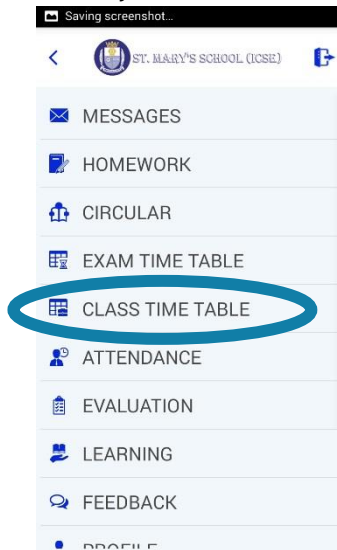 Saving screenshot...
ST. MARY'S SCHOOL (ICSE)
MESSAGES
HOMEWORK
CIRCULAR
EXAM TIME TABLE
CLASS TIME TABLE
ATTENDANCE
EVALUATION
LEARNING
FEEDBACK
PROFILE